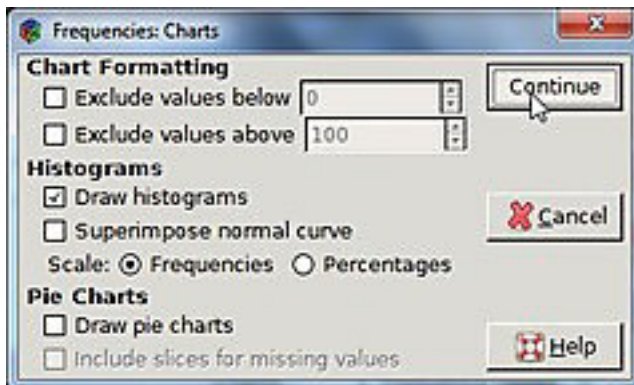 Frequencies: Charts
Chart Formatting
Exclude values below 0
Exclude values above 100
Continue
Histograms
Draw histograms
Superimpose normal curve
Scale: Frequencies Percentages
Cancel
Pie Charts
Draw pie charts
Include slices for missing values
Help